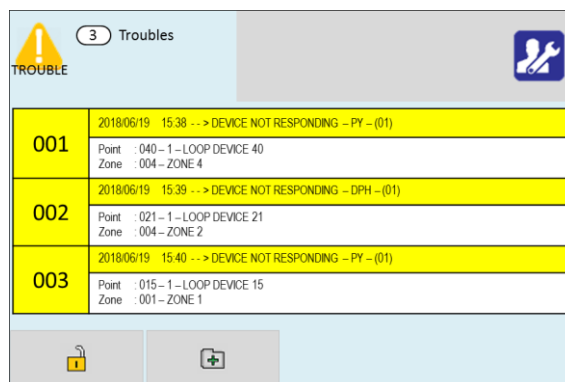 3 Troubles
TROUBLE
001
2018/06/19 15:38 - - > DEVICE NOT RESPONDING – PY – (01)
Point : 040 – 1 – LOOP DEVICE 40
Zone : 004 – ZONE 4
002
2018/06/19 15:39 - - > DEVICE NOT RESPONDING – DPH – (01)
Point : 021 – 1 – LOOP DEVICE 21
Zone : 004 – ZONE 2
003
2018/06/19 15:40 - - > DEVICE NOT RESPONDING – PY – (01)
Point : 015 – 1 – LOOP DEVICE 15
Zone : 001 – ZONE 1